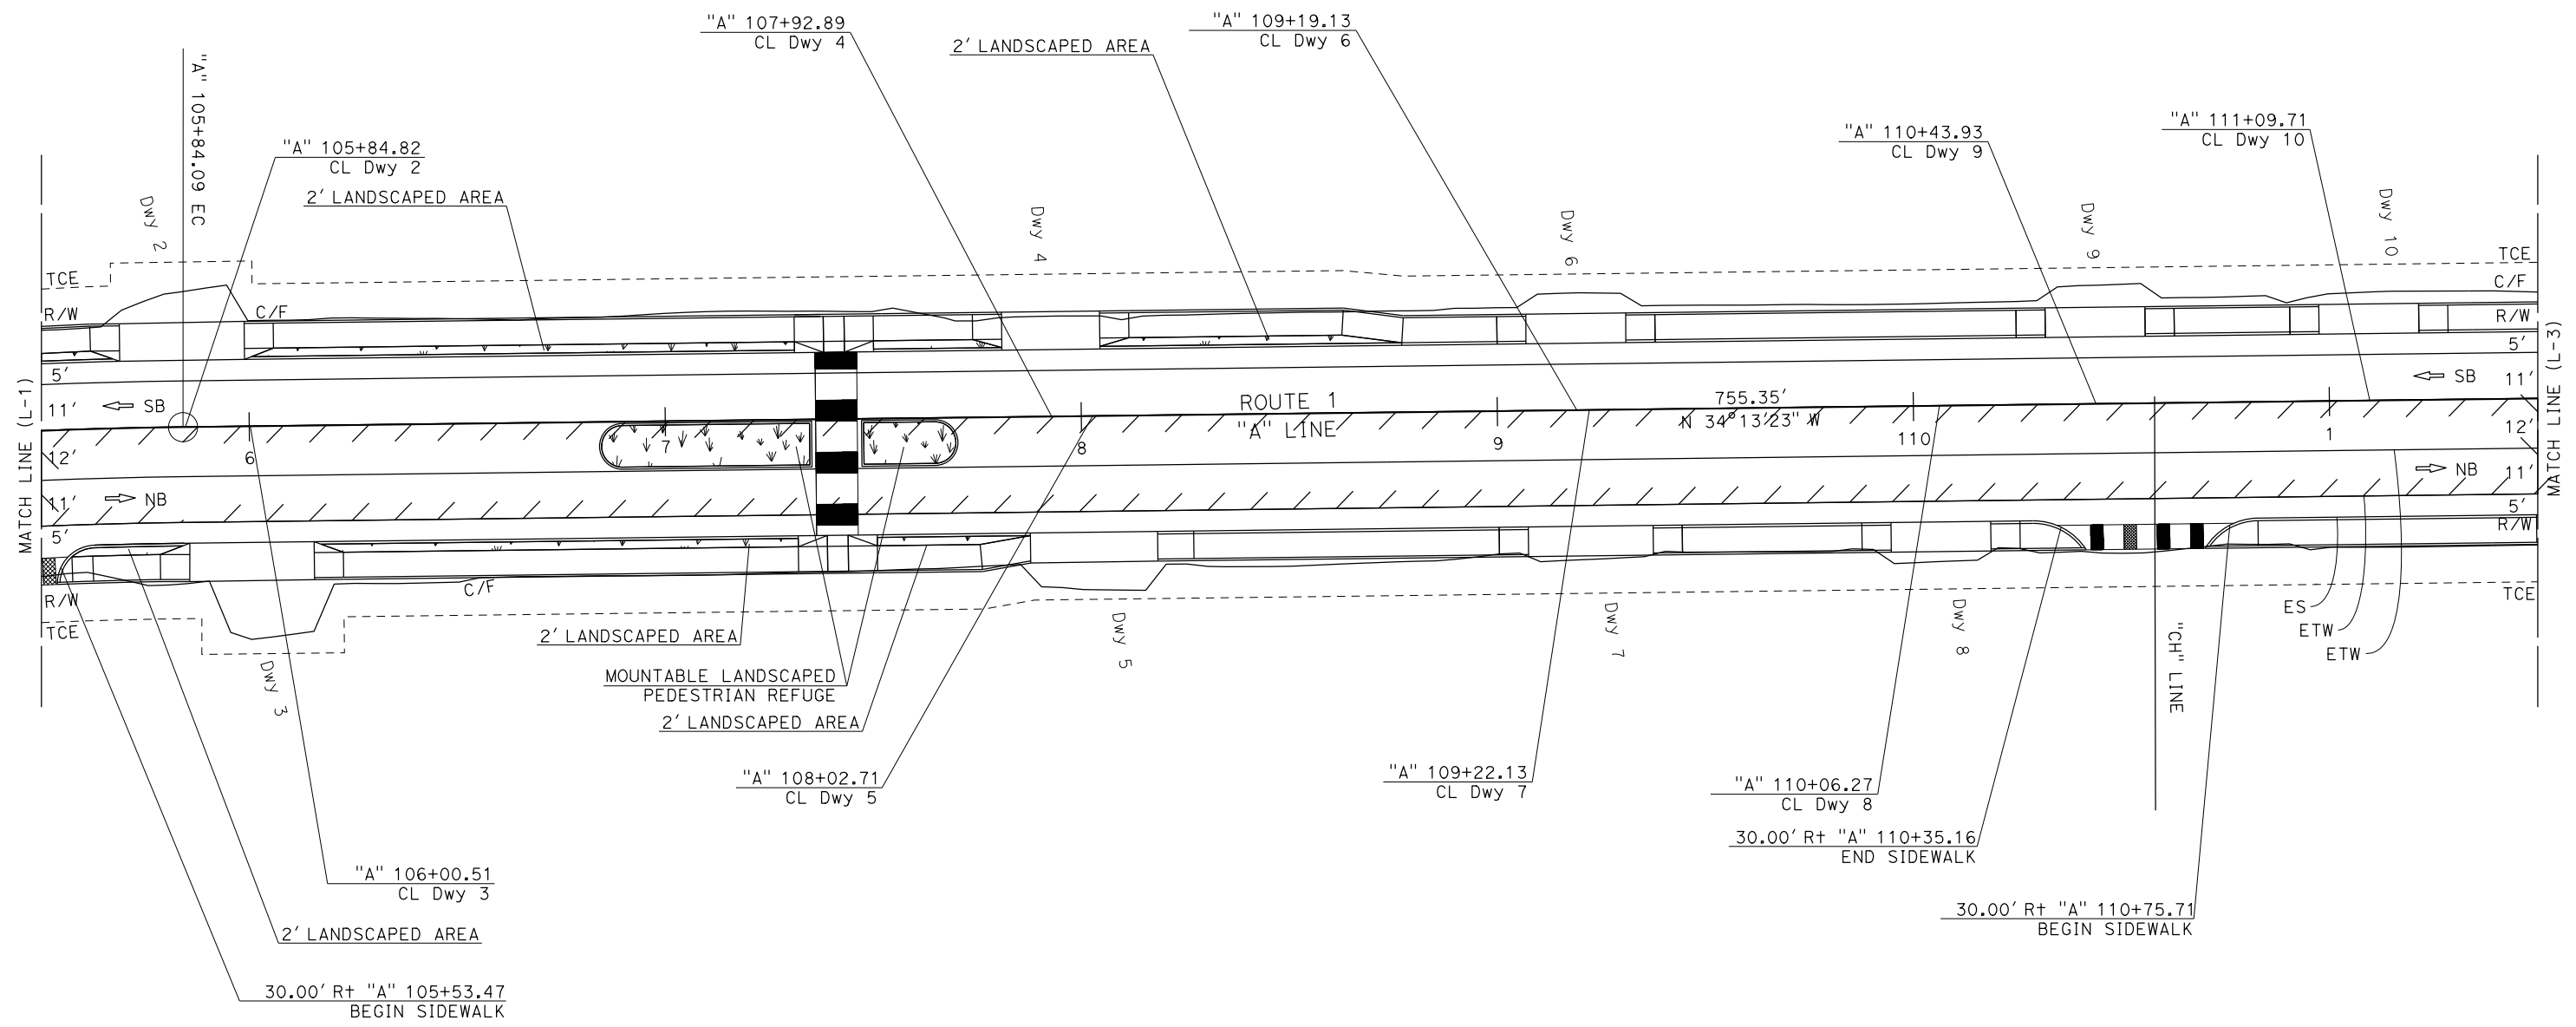 "A" 107+92.89
CL Dwy 4
2' LANDSCAPED AREA
"A" 109+19.13
CL Dwy 6
"A" 105+84.09 EC
"A" 105+84.82
CL Dwy 2
2' LANDSCAPED AREA
"A" 110+43.93
CL Dwy 9
"A" 111+09.71
CL Dwy 10
Dwy 2
Dwy 4
Dwy 6
Dwy 9
Dwy 10
TCE
TCE
C/F
R/W
C/F
R/W
MATCH LINE (L-1)
MATCH LINE (L-3)
5'
5'
11'
SB
SB
11'
ROUTE 1
"A" LINE
755.35'
N 34°13'23" W
6
7
8
9
110
1
12'
12'
11'
NB
NB
11'
5'
5'
R/W
R/W
C/F
TCE
TCE
ES
ETW
ETW
Dwy 3
Dwy 5
Dwy 7
Dwy 8
"CH" LINE
2' LANDSCAPED AREA
MOUNTABLE LANDSCAPED
PEDESTRIAN REFUGE
2' LANDSCAPED AREA
"A" 108+02.71
CL Dwy 5
"A" 109+22.13
CL Dwy 7
"A" 110+06.27
CL Dwy 8
30.00' Rt "A" 110+35.16
END SIDEWALK
"A" 106+00.51
CL Dwy 3
30.00' Rt "A" 110+75.71
BEGIN SIDEWALK
2' LANDSCAPED AREA
30.00' Rt "A" 105+53.47
BEGIN SIDEWALK